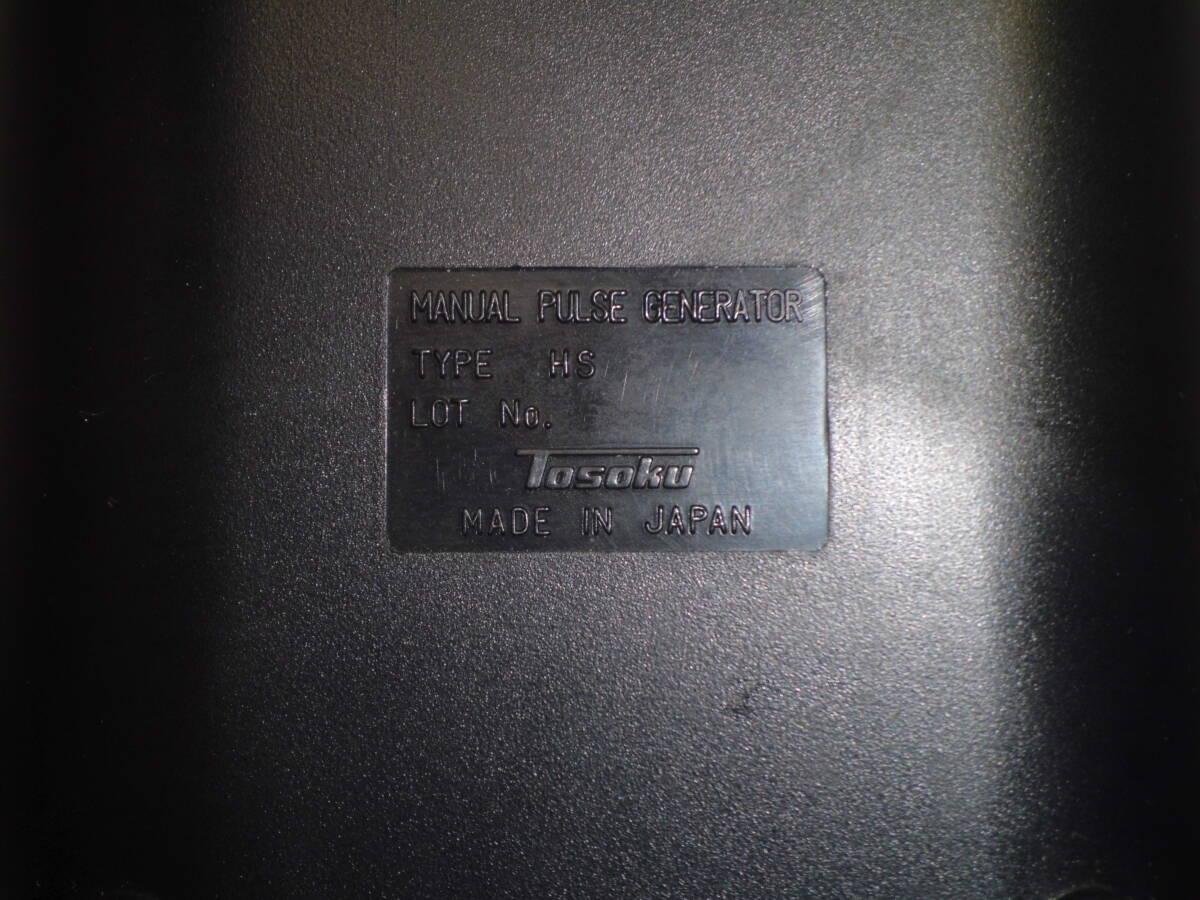 MANUAL PULSE GENERATOR
TYPE HS
LOT No.
Tosoku
MADE IN JAPAN